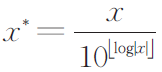 x* = x / 10^⌊log|x|⌋